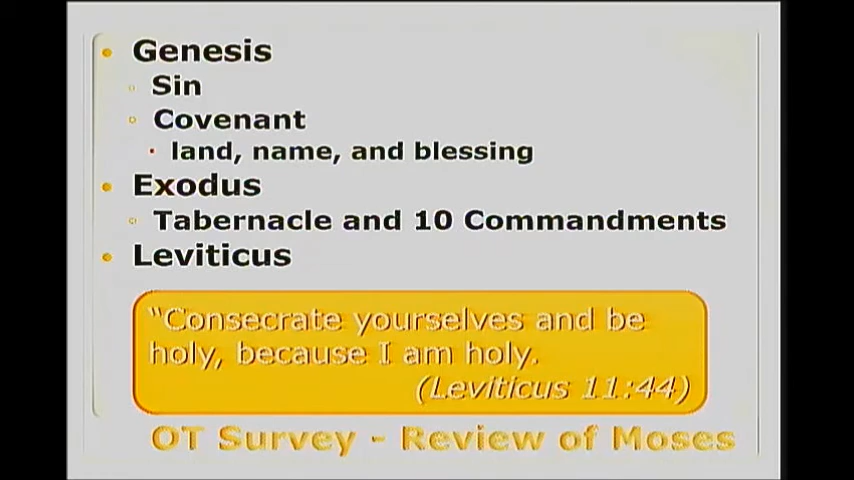 Genesis
Sin
Covenant
land, name, and blessing
Exodus
Tabernacle and 10 Commandments
Leviticus
“Consecrate yourselves and be
holy, because I am holy.
(Leviticus 11:44)
OT Survey - Review of Moses